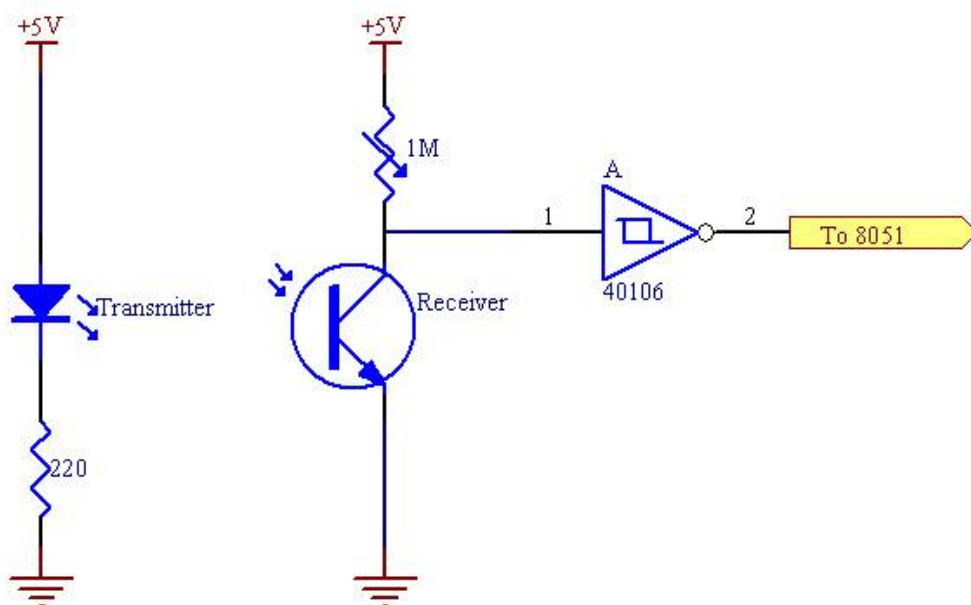 +5V
+5V
1M
A
1
2
To 8051
Transmitter
Receiver
40106
220